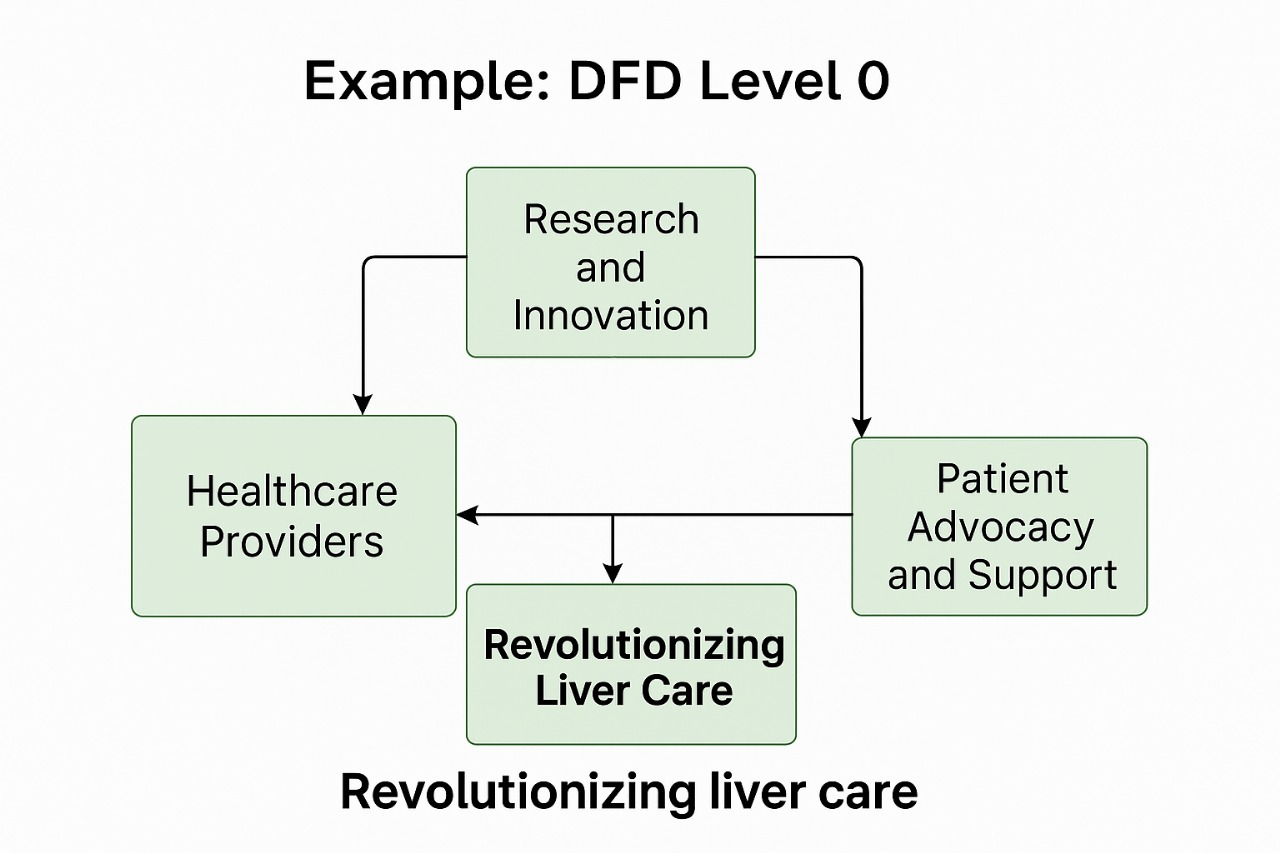 Example: DFD Level 0
Research
and
Innovation
Healthcare
Providers
Patient
Advocacy
and Support
Revolutionizing
Liver Care
Revolutionizing liver care